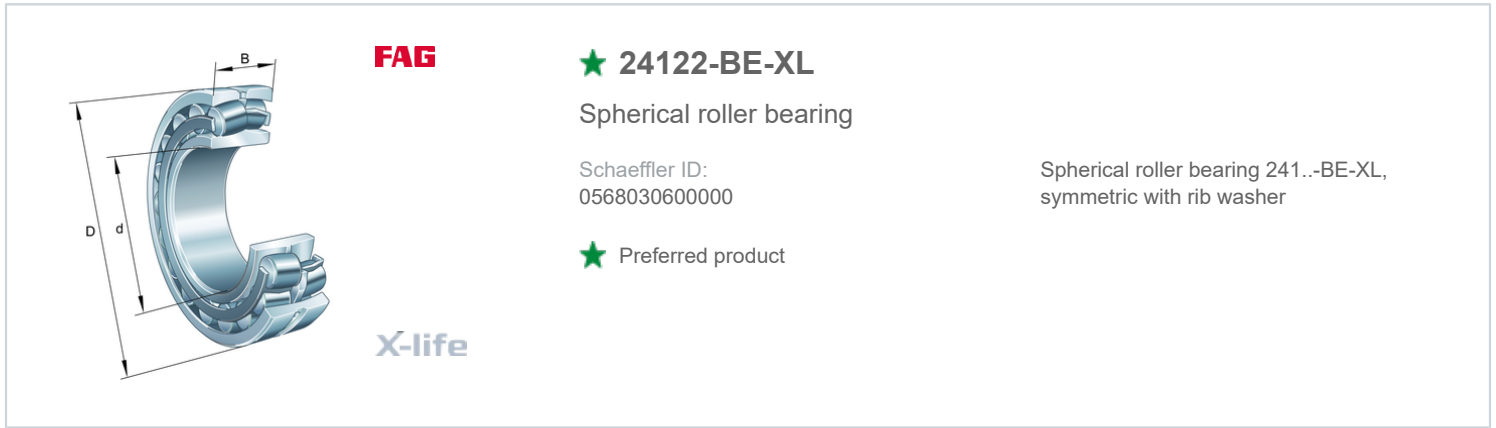 B
FAG
24122-BE-XL
Spherical roller bearing
D
d
Schaeffler ID:
0568030600000
Spherical roller bearing 241..-BE-XL,
symmetric with rib washer
Preferred product
X-life